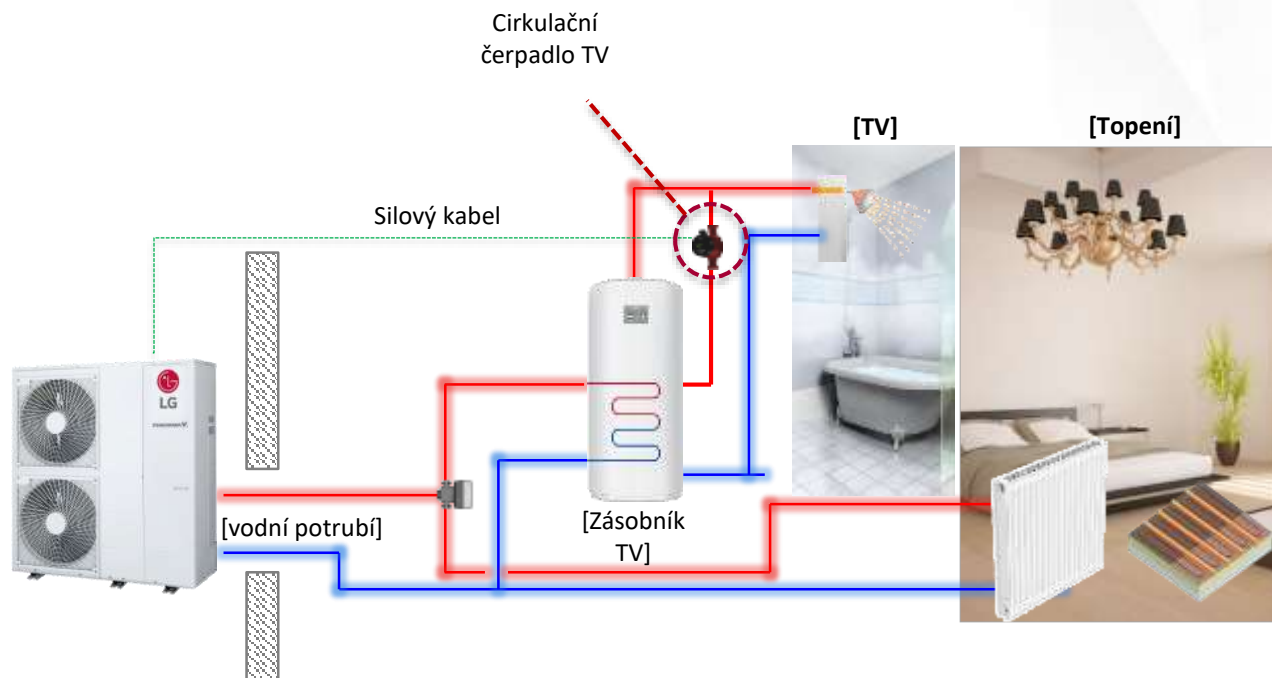 Cirkulační
čerpadlo TV
[TV]
[Topení]
Silový kabel
LG
[vodní potrubí]
[Zásobník
TV]